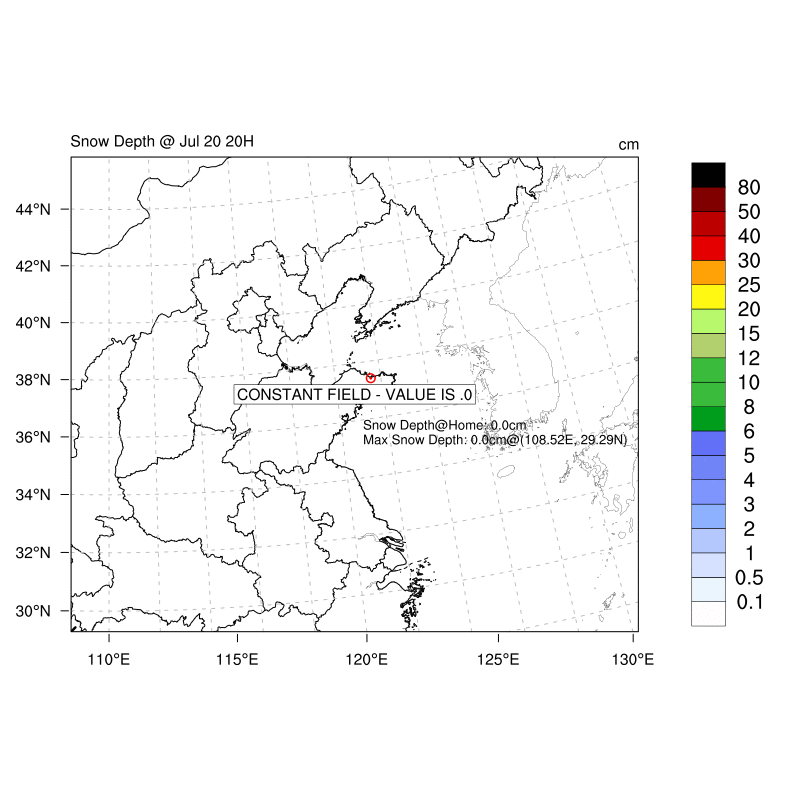 Snow Depth @ Jul 20 20H
cm
44°N
42°N
40°N
38°N
36°N
34°N
32°N
30°N
CONSTANT FIELD - VALUE IS .0
Snow Depth@Home: 0.0cm
Max Snow Depth: 0.0cm@(108.52E, 29.29N)
110°E
115°E
120°E
125°E
130°E
80
50
40
30
25
20
15
12
10
8
6
5
4
3
2
1
0.5
0.1